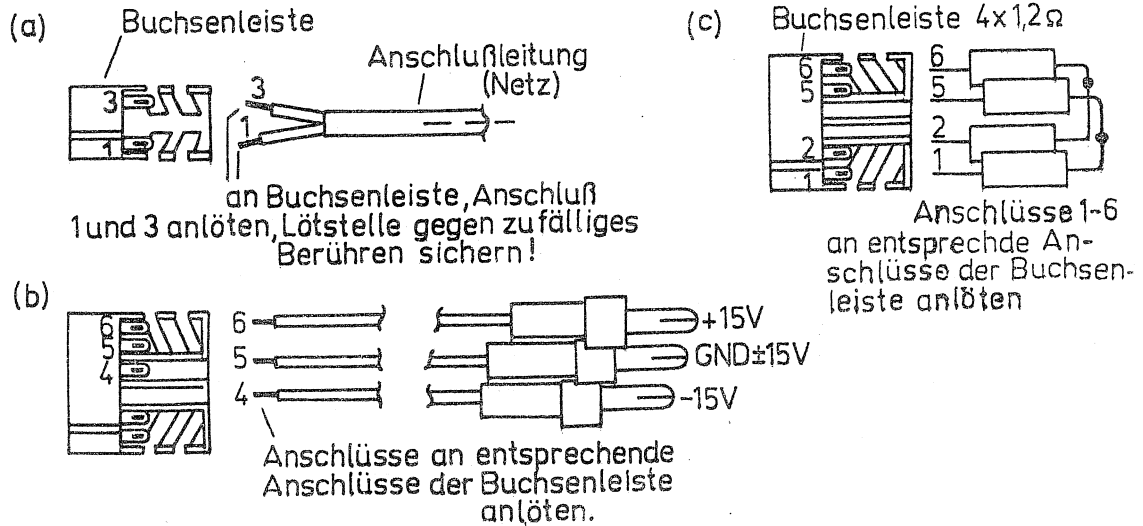 (a)
Buchsenleiste
3
1
Anschlußleitung
(Netz)
3
1
an Buchsenleiste, Anschluß
1 und 3 anlöten, Lötstelle gegen zufälliges
Berühren sichern!
(b)
6
5
4
6
5
4
+15V
GND±15V
-15V
Anschlüsse an entsprechende
Anschlüsse der Buchsenleiste
anlöten.
(c)
Buchsenleiste 4x1,2Ω
6
5
2
1
6
5
2
1
Anschlüsse 1-6
an entsprechde An-
schlüsse der Buchsen-
leiste anlöten